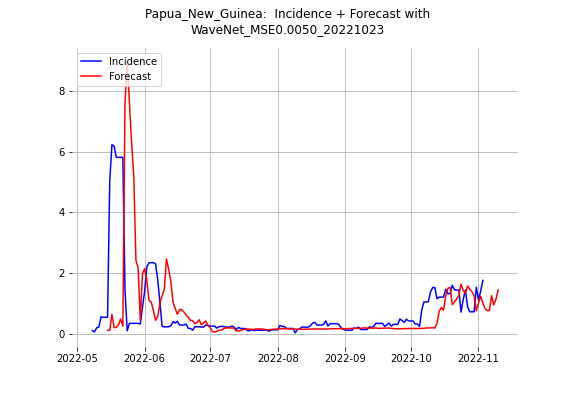 Papua_New_Guinea:  Incidence + Forecast with
WaveNet_MSE0.0050_20221023
Incidence
Forecast
8
6
4
2
0
2022-05 2022-06 2022-07 2022-08 2022-09 2022-10 2022-11